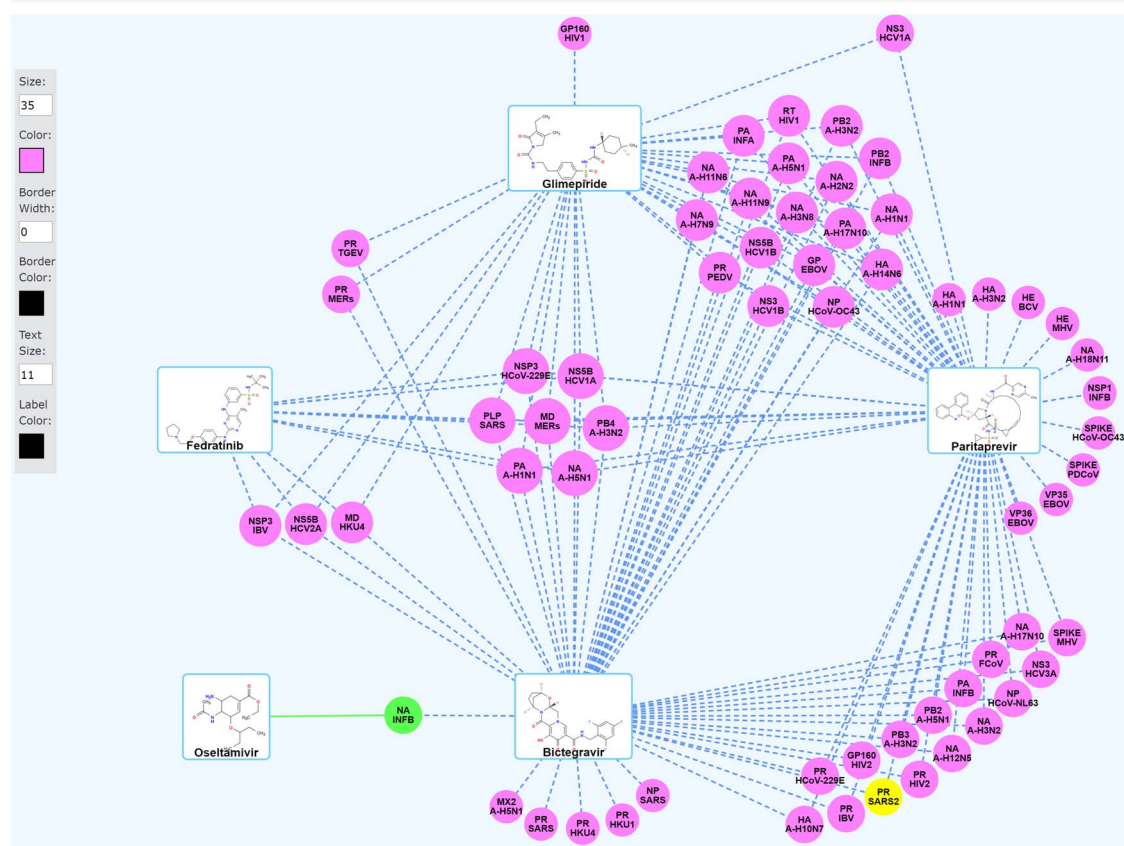 Size:
35
Color:
Border
Width:
0
Border
Color:
Text
Size:
11
Label
Color:
GP160
HIV1
NS3
HCV1A
RT
HIV1
PB2
A-H3N2
PA
INFA
PB2
INFB
PA
A-H5N1
NA
A-H11N6
NA
A-H2N2
NA
A-H11N9
NA
A-H3N8
NA
A-H1N1
NA
A-H7N9
PA
A-H17N10
NS5B
HCV1B
GP
EBOV
HA
A-H14N6
PR
PEDV
NS3
HCV1B
NP
HCoV-OC43
Glimepiride
PR
TGEV
PR
MERs
HA
A-H1N1
HA
A-H3N2
HE
BCV
HE
MHV
NA
A-H18N11
NSP1
INFB
SPIKE
HCoV-OC43
SPIKE
PDCoV
VP35
EBOV
VP36
EBOV
Paritaprevir
NSP3
HCoV-229E
NS5B
HCV1A
PLP
SARS
MD
MERs
PB4
A-H3N2
PA
A-H1N1
NA
A-H5N1
Fedratinib
NSP3
IBV
NS5B
HCV2A
MD
HKU4
NA
A-H17N10
SPIKE
MHV
PR
FCoV
NS3
HCV3A
PA
INFB
NP
HCoV-NL63
PB2
A-H5N1
NA
A-H3N2
PB3
A-H3N2
NA
A-H12N5
GP160
HIV2
PR
HIV2
PR
HCoV-229E
PR
SARS2
PR
IBV
HA
A-H10N7
NA
INFB
Oseltamivir
Bictegravir
MX2
A-H5N1
PR
SARS
PR
HKU4
PR
HKU1
NP
SARS